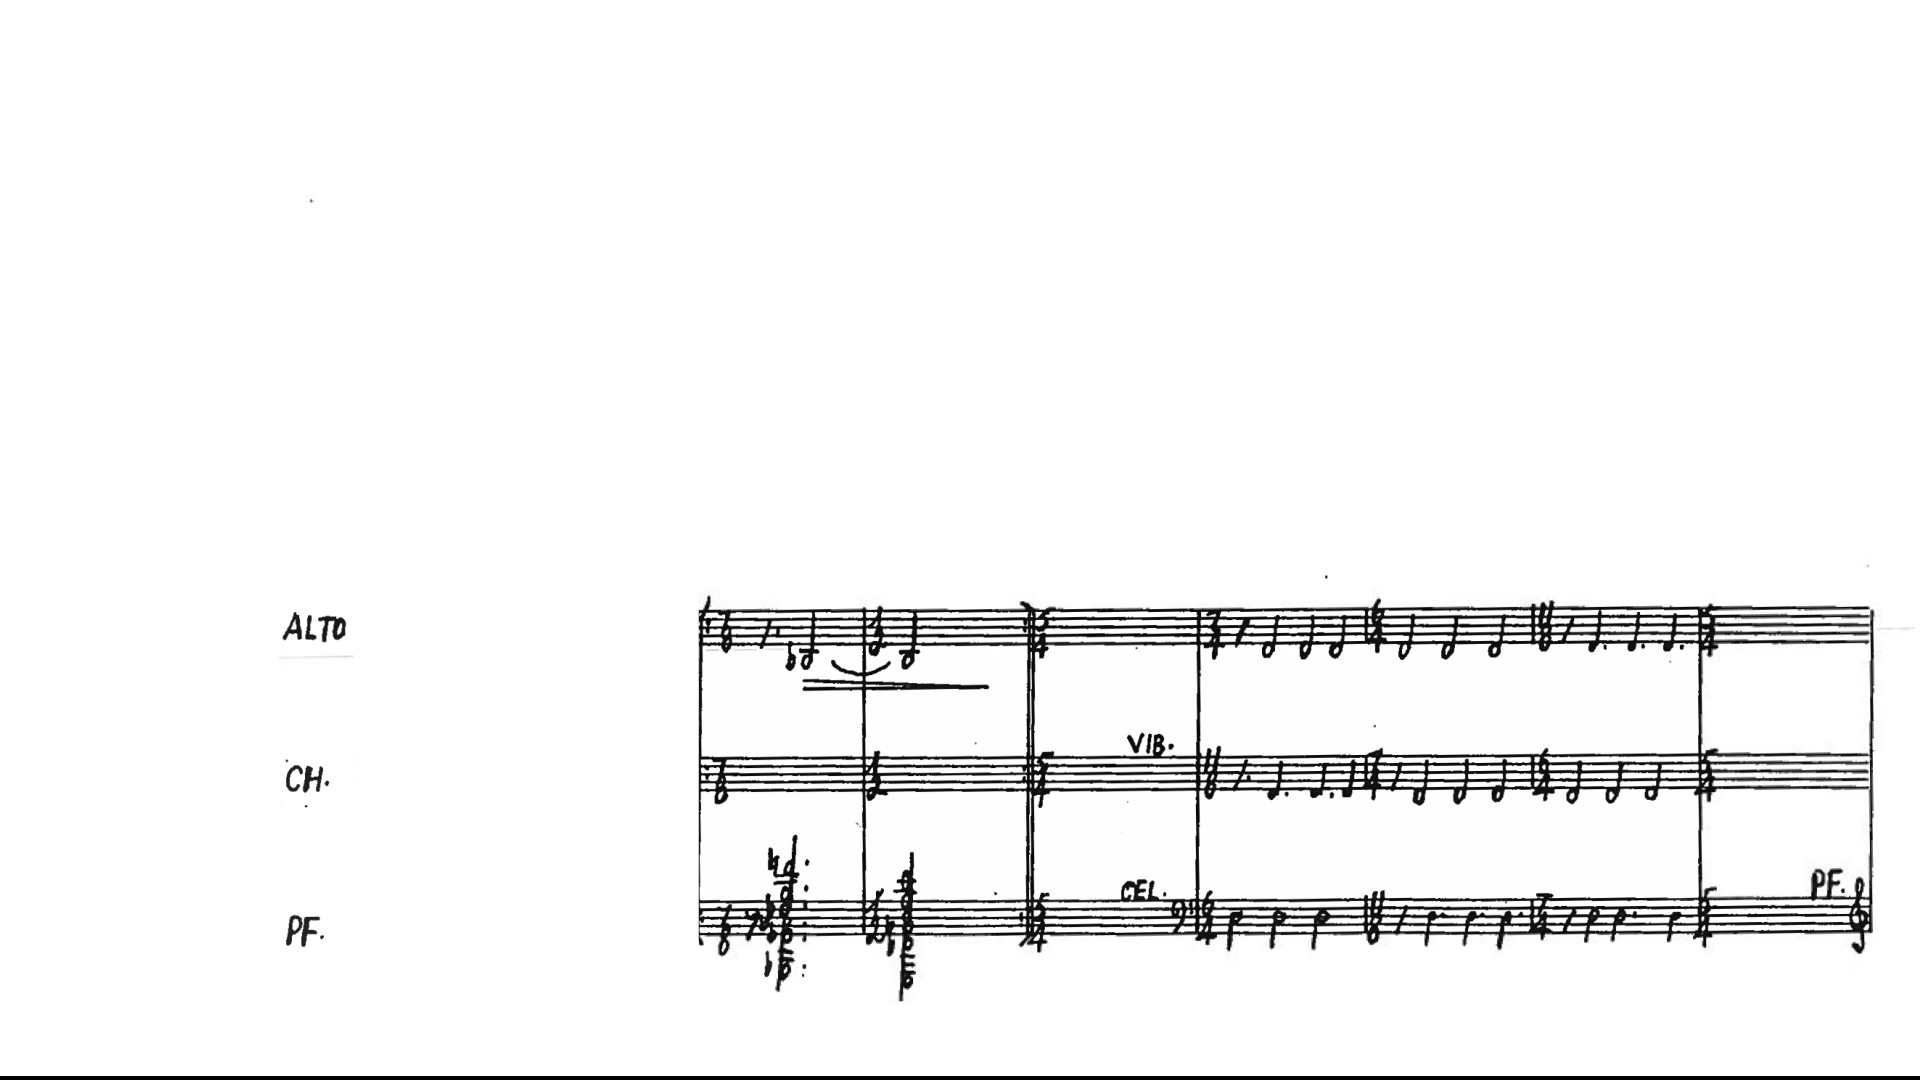 ALTO
VIB.
CH.
CEL.
PF.
PF.